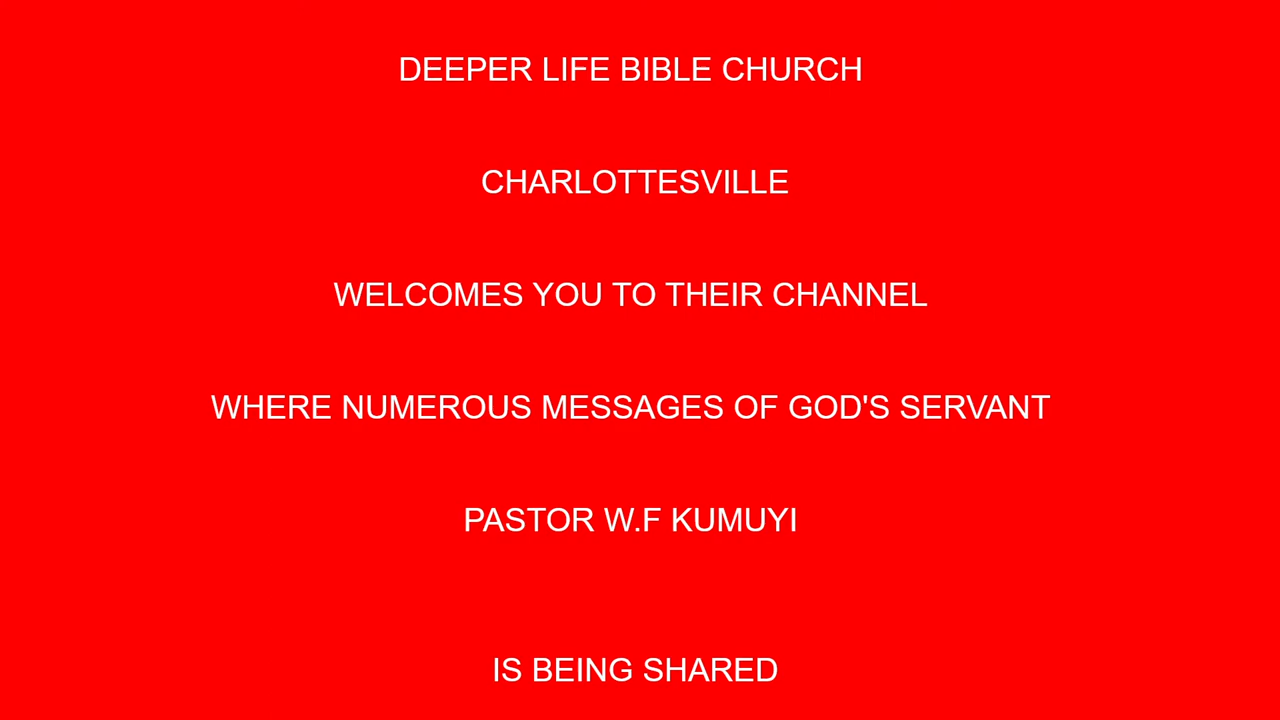 DEEPER LIFE BIBLE CHURCH
CHARLOTTESVILLE
WELCOMES YOU TO THEIR CHANNEL
WHERE NUMEROUS MESSAGES OF GOD'S SERVANT
PASTOR W.F KUMUYI
IS BEING SHARED